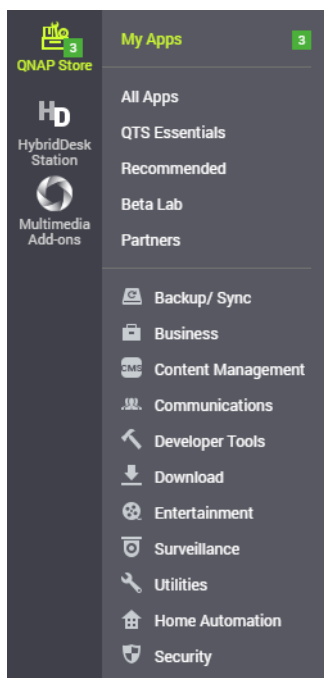 3
QNAP Store
HD
HybridDesk
Station
Multimedia
Add-ons
My Apps 3
All Apps
QTS Essentials
Recommended
Beta Lab
Partners
Backup/ Sync
Business
CMS Content Management
Communications
Developer Tools
Download
Entertainment
Surveillance
Utilities
Home Automation
Security